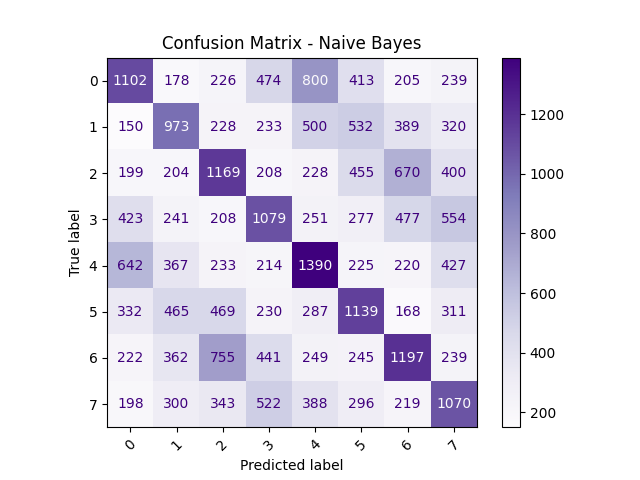 Confusion Matrix - Naive Bayes
0 1102 178 226 474 800 413 205 239
1 150 973 228 233 500 532 389 320
2 199 204 1169 208 228 455 670 400
3 423 241 208 1079 251 277 477 554
4 642 367 233 214 1390 225 220 427
5 332 465 469 230 287 1139 168 311
6 222 362 755 441 249 245 1197 239
7 198 300 343 522 388 296 219 1070
0 1 2 3 4 5 6 7
Predicted label
True label
1200
1000
800
600
400
200